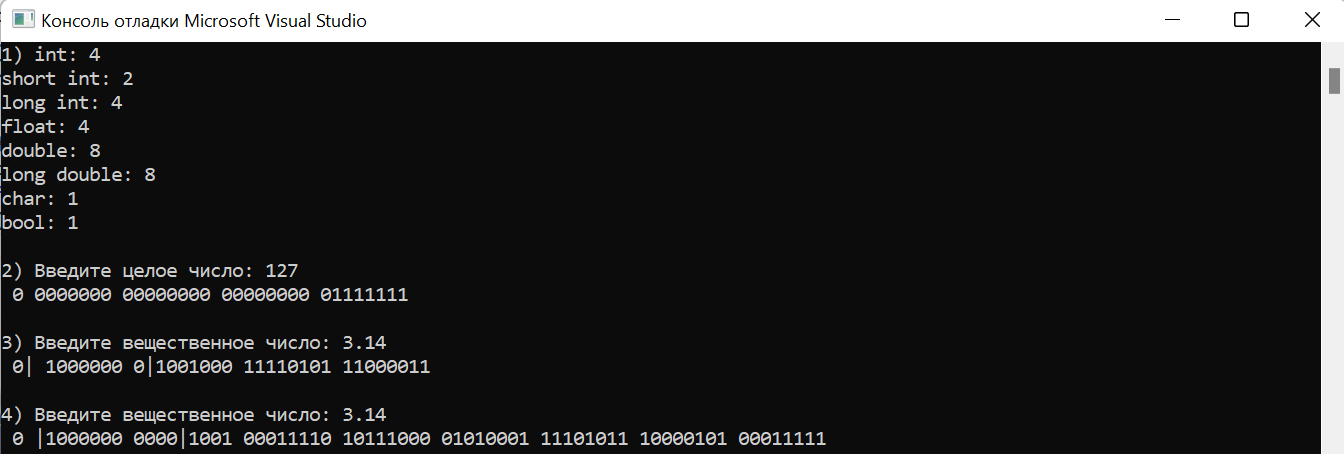 Консоль отладки Microsoft Visual Studio
1) int: 4
short int: 2
long int: 4
float: 4
double: 8
long double: 8
char: 1
bool: 1
2) Введите целое число: 127
0 0000000 00000000 00000000 01111111
3) Введите вещественное число: 3.14
0| 1000000 0|1001000 11110101 11000011
4) Введите вещественное число: 3.14
0 |1000000 0000|1001 00011110 10111000 01010001 11101011 10000101 00011111